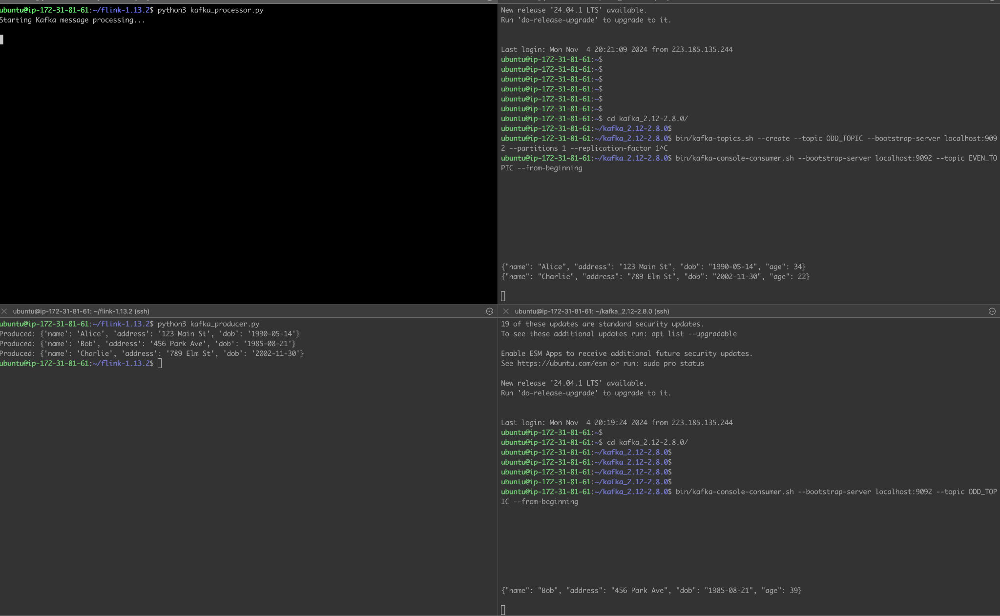 ubuntu@ip-172-31-81-61:~/flink-1.13.2$ python3 kafka_processor.py
Starting Kafka message processing...
New release '24.04.1 LTS' available.
Run 'do-release-upgrade' to upgrade to it.
Last login: Mon Nov  4 20:21:09 2024 from 223.185.135.244
ubuntu@ip-172-31-81-61:~$
ubuntu@ip-172-31-81-61:~$
ubuntu@ip-172-31-81-61:~$
ubuntu@ip-172-31-81-61:~$
ubuntu@ip-172-31-81-61:~$
ubuntu@ip-172-31-81-61:~$
ubuntu@ip-172-31-81-61:~$ cd kafka_2.12-2.8.0/
ubuntu@ip-172-31-81-61:~/kafka_2.12-2.8.0$
ubuntu@ip-172-31-81-61:~/kafka_2.12-2.8.0$ bin/kafka-topics.sh --create --topic ODD_TOPIC --bootstrap-server localhost:909
2 --partitions 1 --replication-factor 1^C
ubuntu@ip-172-31-81-61:~/kafka_2.12-2.8.0$ bin/kafka-console-consumer.sh --bootstrap-server localhost:9092 --topic EVEN_TO
PIC --from-beginning
{"name": "Alice", "address": "123 Main St", "dob": "1990-05-14", "age": 34}
{"name": "Charlie", "address": "789 Elm St", "dob": "2002-11-30", "age": 22}
ubuntu@ip-172-31-81-61: ~/flink-1.13.2 (ssh)
ubuntu@ip-172-31-81-61:~/flink-1.13.2$ python3 kafka_producer.py
Produced: {'name': 'Alice', 'address': '123 Main St', 'dob': '1990-05-14'}
Produced: {'name': 'Bob', 'address': '456 Park Ave', 'dob': '1985-08-21'}
Produced: {'name': 'Charlie', 'address': '789 Elm St', 'dob': '2002-11-30'}
ubuntu@ip-172-31-81-61:~/flink-1.13.2$
ubuntu@ip-172-31-81-61: ~/kafka_2.12-2.8.0 (ssh)
19 of these updates are standard security updates.
To see these additional updates run: apt list --upgradable
Enable ESM Apps to receive additional future security updates.
See https://ubuntu.com/esm or run: sudo pro status
New release '24.04.1 LTS' available.
Run 'do-release-upgrade' to upgrade to it.
Last login: Mon Nov  4 20:19:24 2024 from 223.185.135.244
ubuntu@ip-172-31-81-61:~$
ubuntu@ip-172-31-81-61:~$ cd kafka_2.12-2.8.0/
ubuntu@ip-172-31-81-61:~/kafka_2.12-2.8.0$
ubuntu@ip-172-31-81-61:~/kafka_2.12-2.8.0$
ubuntu@ip-172-31-81-61:~/kafka_2.12-2.8.0$
ubuntu@ip-172-31-81-61:~/kafka_2.12-2.8.0$
ubuntu@ip-172-31-81-61:~/kafka_2.12-2.8.0$ bin/kafka-console-consumer.sh --bootstrap-server localhost:9092 --topic ODD_TOP
IC --from-beginning
{"name": "Bob", "address": "456 Park Ave", "dob": "1985-08-21", "age": 39}